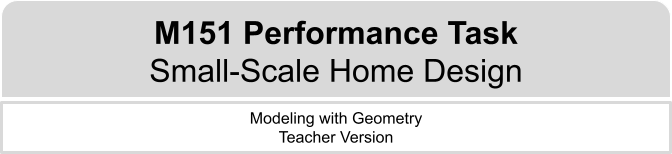 M151 Performance Task
Small-Scale Home Design
Modeling with Geometry
Teacher Version